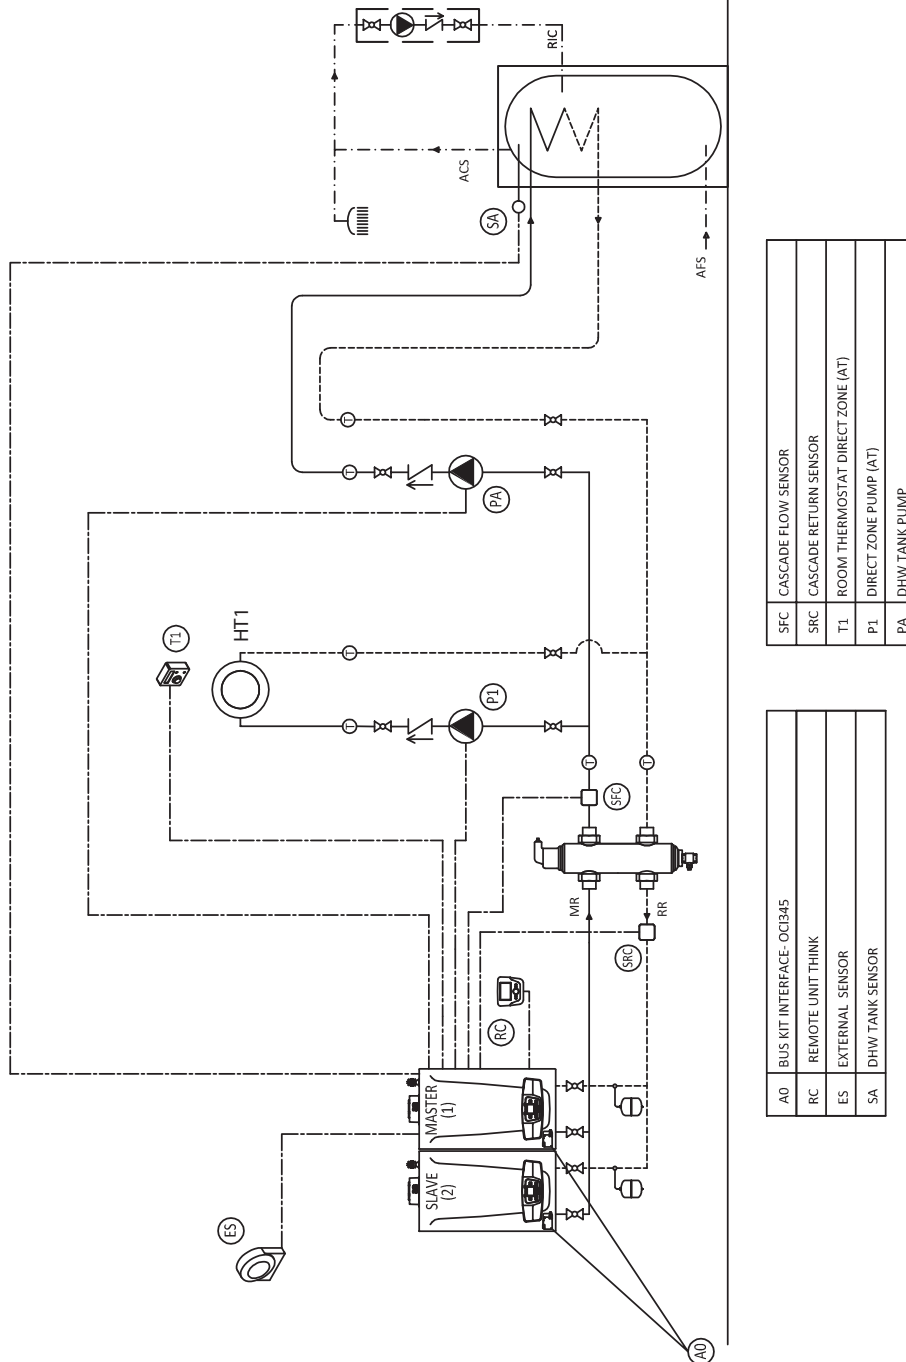 ES
A0
SLAVE
(2)
MASTER
(1)
RC
SRC
SFC
MR
RR
T
T
T1
HT1
P1
T
T
PA
T
T
SA
ACS
AFS
RIC
A0 BUS KIT INTERFACE- OCI345
RC REMOTE UNIT THINK
ES EXTERNAL SENSOR
SA DHW TANK SENSOR
SFC CASCADE FLOW SENSOR
SRC CASCADE RETURN SENSOR
T1 ROOM THERMOSTAT DIRECT ZONE (AT)
P1 DIRECT ZONE PUMP (AT)
PA DHW TANK PUMP